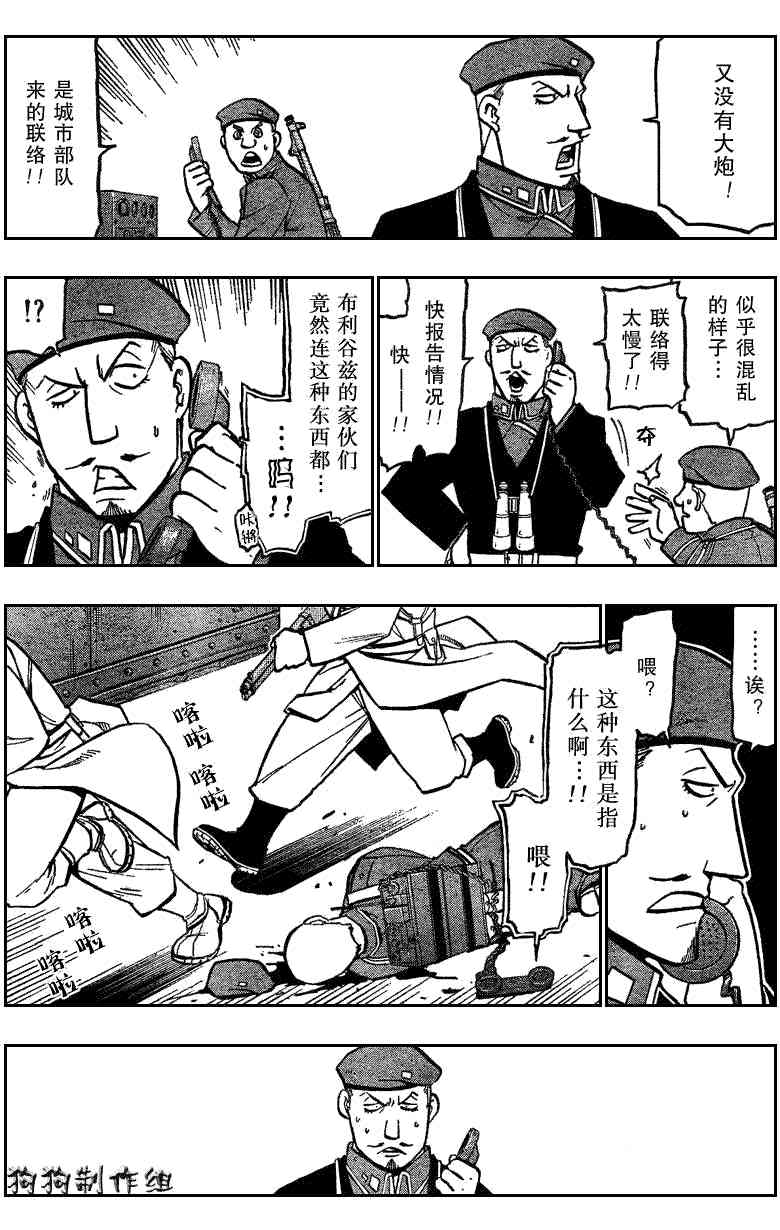 又没有大炮！
是城市部队
来的联络！！
似乎很混乱
的样子…
联络得
太慢了！！
夺
快报告情况！！
快——！！
布利谷兹的家伙们
竟然连这种东西都…
…吗！！
！？
……诶？
喂？
这种东西是指
什么啊…！！
喂！！
喀啦
喀啦
喀啦
喀啦
狗狗制作组